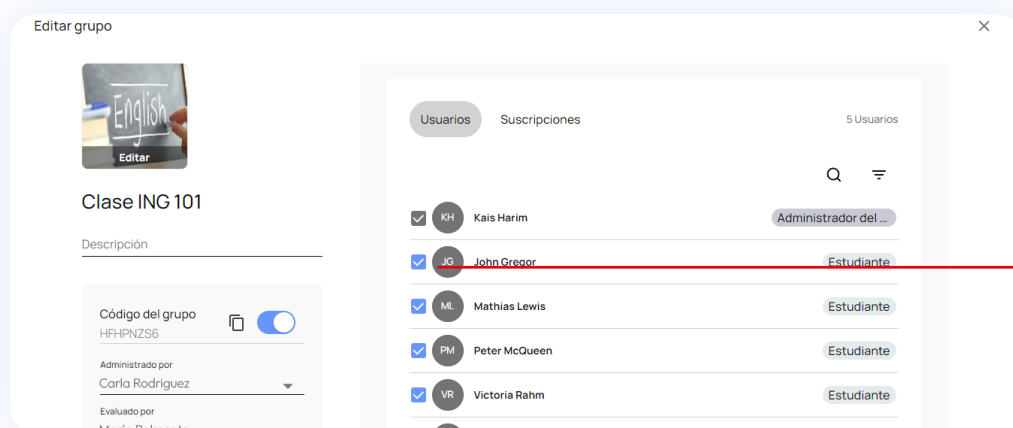 Editar grupo
English
Editar
Clase ING 101
Descripción
Código del grupo
HFHPNZS6
Administrado por
Carla Rodriguez
Evaluado por
Usuarios
Suscripciones
5 Usuarios
KH Kais Harim Administrador del ...
JG John Gregor Estudiante
ML Mathias Lewis Estudiante
PM Peter McQueen Estudiante
VR Victoria Rahm Estudiante